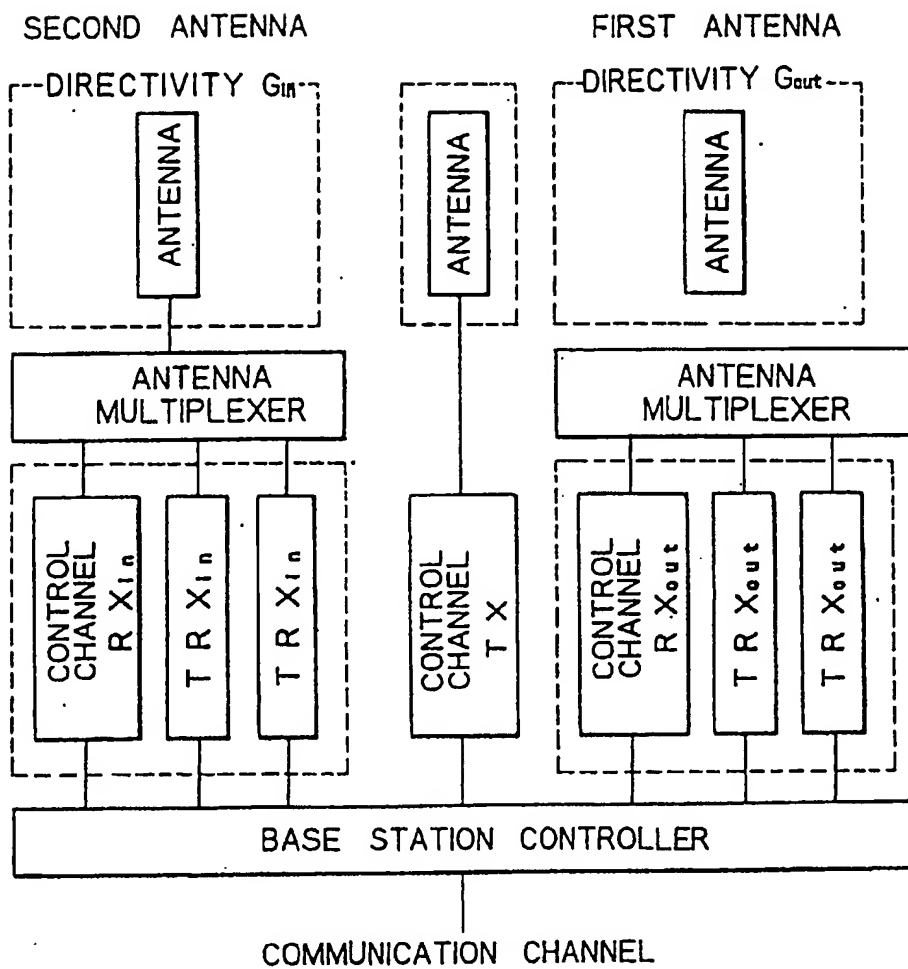 SECOND ANTENNA
FIRST ANTENNA
DIRECTIVITY Gin
DIRECTIVITY Gout
ANTENNA
ANTENNA
ANTENNA
ANTENNA
MULTIPLEXER
ANTENNA
MULTIPLEXER
CONTROL
CHANNEL
R Xin
T R Xin
T R Xin
CONTROL
CHANNEL
T X
CONTROL
CHANNEL
R Xout
T R Xout
T R Xout
BASE STATION CONTROLLER
COMMUNICATION CHANNEL